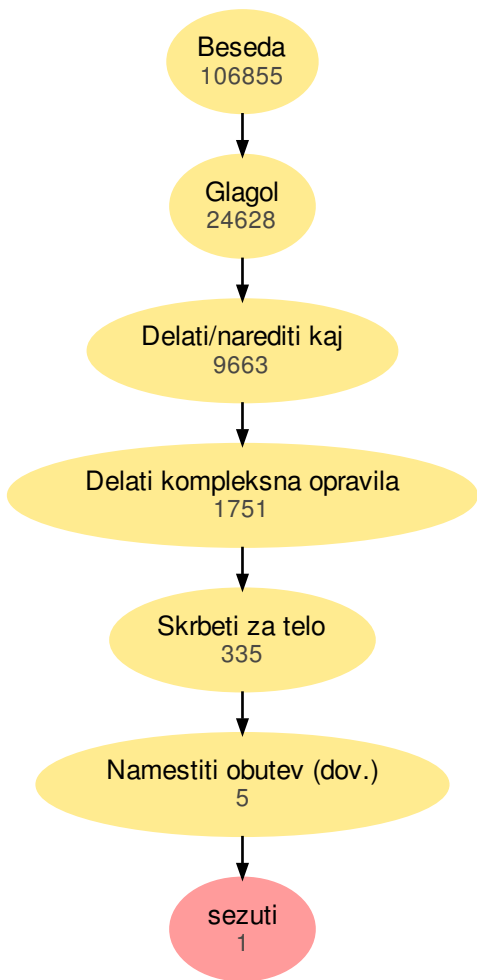 Beseda
106855
Glagol
24628
Delati/narediti kaj
9663
Delati kompleksna opravila
1751
Skrbeti za telo
335
Namestiti obutev (dov.)
5
sezuti
1